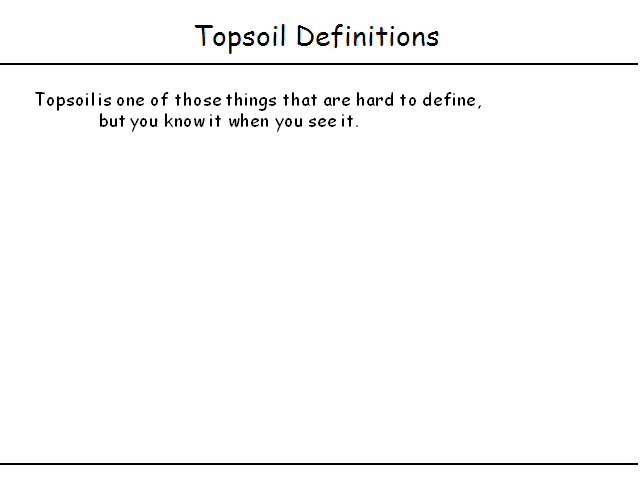 Topsoil Definitions
Topsoil is one of those things that are hard to define,
but you know it when you see it.